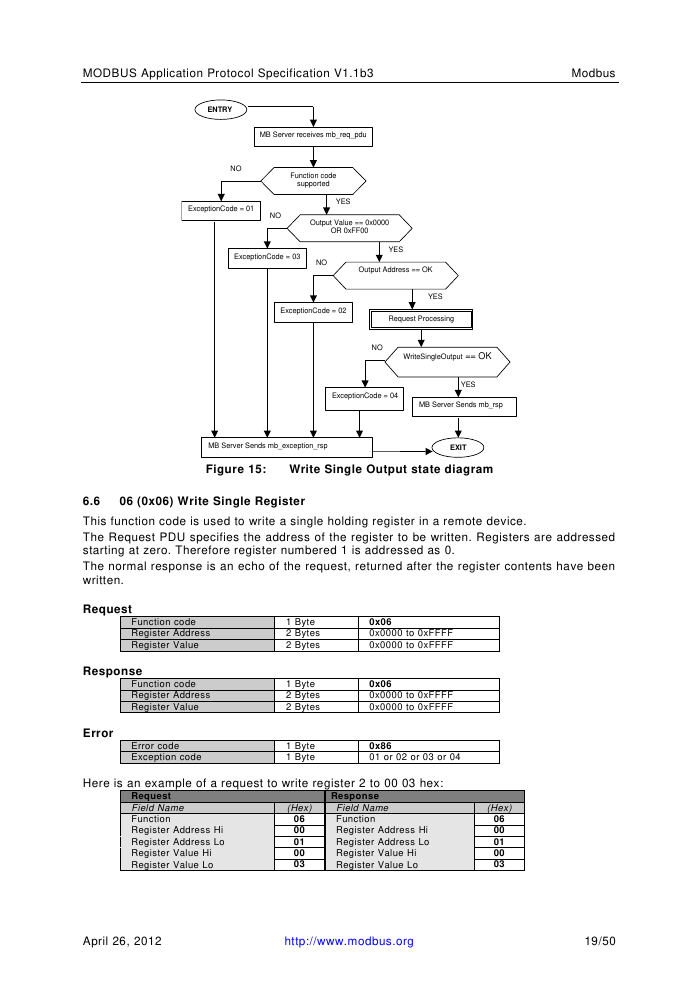 MODBUS Application Protocol Specification V1.1b3 Modbus
ENTRY
MB Server receives mb_req_pdu
NO
Function code
supported
YES
ExceptionCode = 01
NO
Output Value == 0x0000
OR 0xFF00
YES
ExceptionCode = 03
NO
Output Address == OK
YES
ExceptionCode = 02
Request Processing
NO
WriteSingleOutput == OK
YES
ExceptionCode = 04
MB Server Sends mb_rsp
MB Server Sends mb_exception_rsp
EXIT
Figure 15: Write Single Output state diagram
6.6 06 (0x06) Write Single Register
This function code is used to write a single holding register in a remote device.
The Request PDU specifies the address of the register to be written. Registers are addressed
starting at zero. Therefore register numbered 1 is addressed as 0.
The normal response is an echo of the request, returned after the register contents have been
written.
Request
Function code 1 Byte 0x06
Register Address 2 Bytes 0x0000 to 0xFFFF
Register Value 2 Bytes 0x0000 to 0xFFFF
Response
Function code 1 Byte 0x06
Register Address 2 Bytes 0x0000 to 0xFFFF
Register Value 2 Bytes 0x0000 to 0xFFFF
Error
Error code 1 Byte 0x86
Exception code 1 Byte 01 or 02 or 03 or 04
Here is an example of a request to write register 2 to 00 03 hex:
Request Response
Field Name (Hex) Field Name (Hex)
Function 06 Function 06
Register Address Hi 00 Register Address Hi 00
Register Address Lo 01 Register Address Lo 01
Register Value Hi 00 Register Value Hi 00
Register Value Lo 03 Register Value Lo 03
April 26, 2012 http://www.modbus.org 19/50